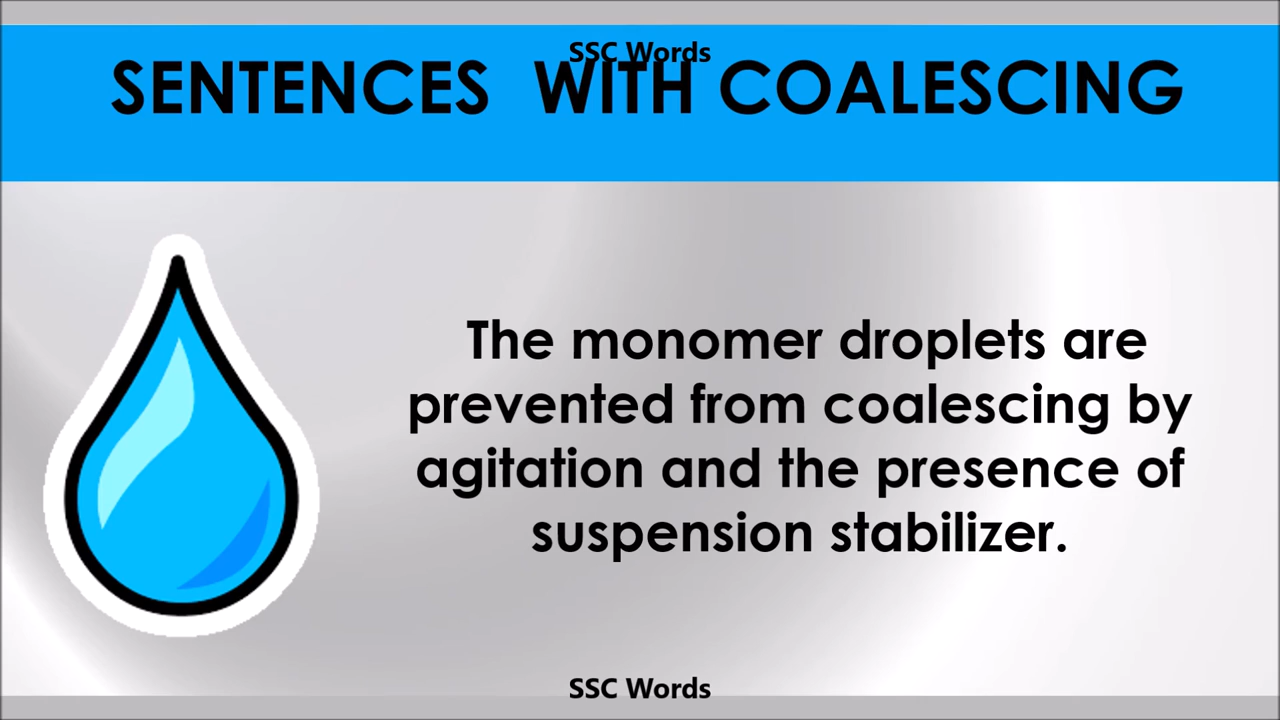 SSC Words
SENTENCES WITH COALESCING
The monomer droplets are
prevented from coalescing by
agitation and the presence of
suspension stabilizer.
SSC Words